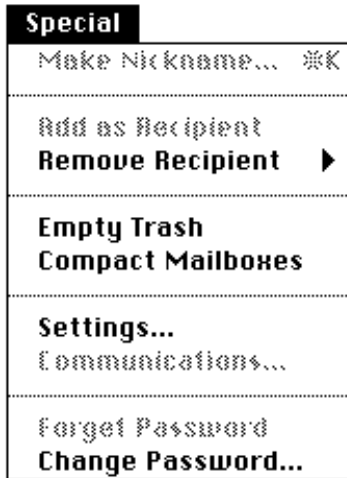 Special
Make Nickname... ⌘K
Add as Recipient
Remove Recipient ▶
Empty Trash
Compact Mailboxes
Settings...
Communications...
Forget Password
Change Password...